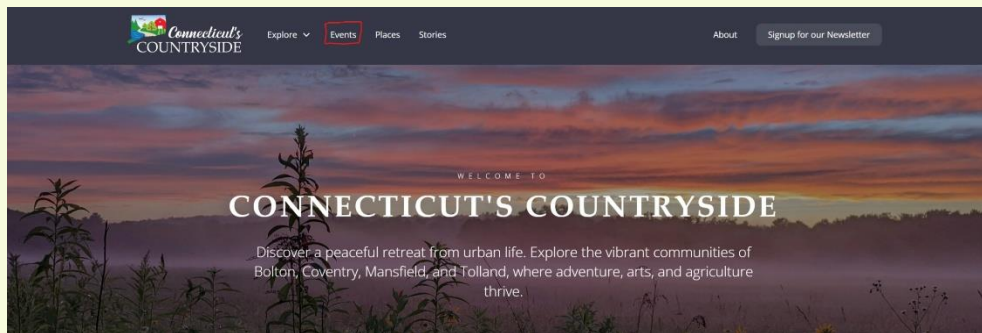 Connecticut's
COUNTRYSIDE
Explore
Events
Places
Stories
About
Signup for our Newsletter
WELCOME TO
CONNECTICUT'S COUNTRYSIDE
Discover a peaceful retreat from urban life. Explore the vibrant communities of
Bolton, Coventry, Mansfield, and Tolland, where adventure, arts, and agriculture
thrive.